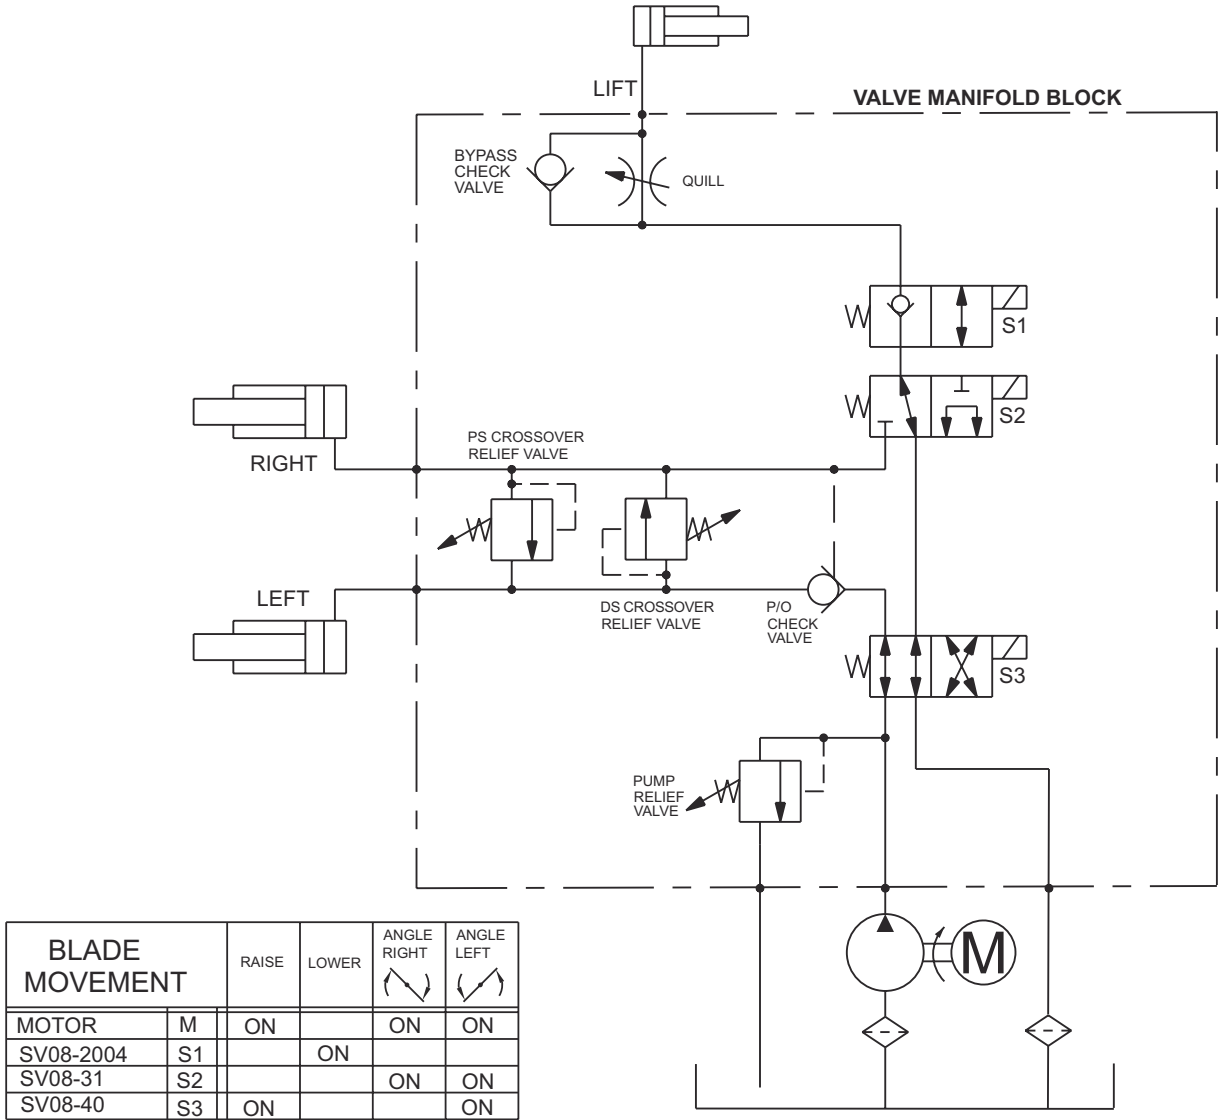 LIFT
VALVE MANIFOLD BLOCK
BYPASS
CHECK
VALVE
QUILL
S1
S2
PS CROSSOVER
RELIEF VALVE
RIGHT
LEFT
DS CROSSOVER
RELIEF VALVE
P/O
CHECK
VALVE
S3
PUMP
RELIEF
VALVE
M
BLADE
MOVEMENT
RAISE
LOWER
ANGLE
RIGHT
ANGLE
LEFT
MOTOR M ON ON ON
SV08-2004 S1 ON
SV08-31 S2 ON ON
SV08-40 S3 ON ON